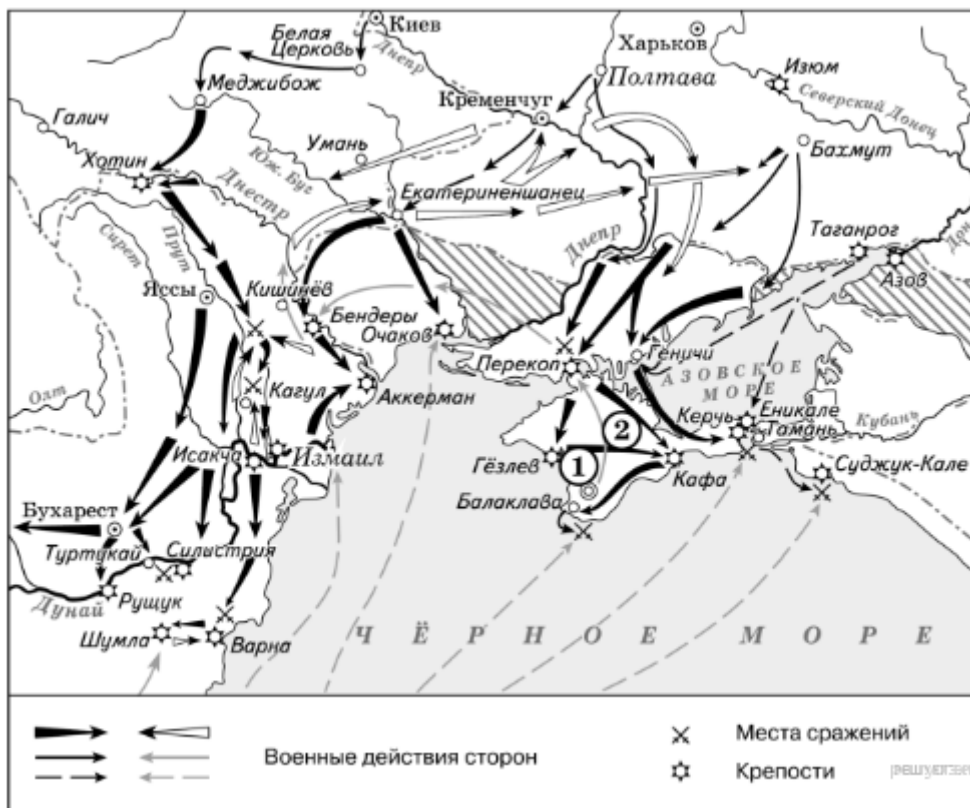 Киев
Белая
Церковь
Днепр
Харьков
Изюм
Полтава
Меджибож
Кременчуг
Северский Донец
Галич
Умань
Бахмут
Хотин
Юж. Буг
Днестр
Екатериненшанец
Сирет
Прут
Днепр
Таганрог
Дон
Азов
Яссы
Кишинёв
Бендеры
Очаков
Перекоп
Геничи
АЗОВСКОЕ
МОРЕ
Олт
Кагул
Аккерман
Керчь
Еникале
Тамань
Кубань
2
Исакча
Измаил
Гёзлев
1
Кафа
Суджук-Кале
Балаклава
Бухарест
Туртукай
Силыстрия
Дунай
Рущук
Шумла
Варна
ЧЁРНОЕ МОРЕ
Военные действия сторон
Места сражений
Крепости